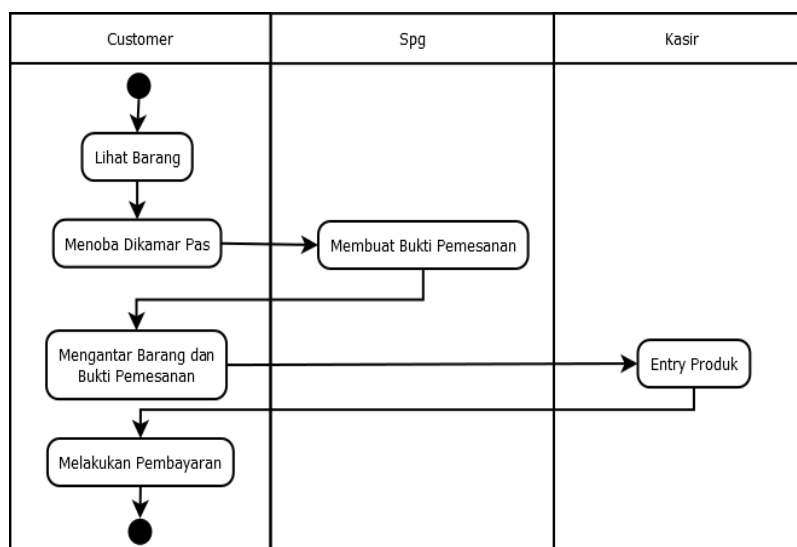 Customer
Spg
Kasir
Lihat Barang
Menoba Dikamar Pas
Membuat Bukti Pemesanan
Mengantar Barang dan
Bukti Pemesanan
Entry Produk
Melakukan Pembayaran